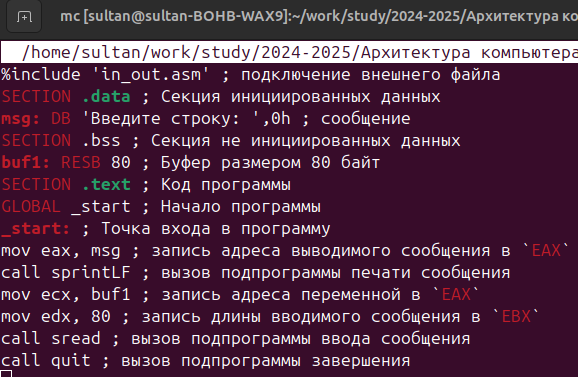 mc [sultan@sultan-BOHB-WAX9]:~/work/study/2024-2025/Архитектура ко
/home/sultan/work/study/2024-2025/Архитектура компьютера
%include 'in_out.asm' ; подключение внешнего файла
SECTION .data ; Секция инициированных данных
msg: DB 'Введите строку: ',0h ; сообщение
SECTION .bss ; Секция не инициированных данных
buf1: RESB 80 ; Буфер размером 80 байт
SECTION .text ; Код программы
GLOBAL _start ; Начало программы
_start: ; Точка входа в программу
mov eax, msg ; запись адреса выводимого сообщения в `EAX`
call sprintLF ; вызов подпрограммы печати сообщения
mov ecx, buf1 ; запись адреса переменной в `EAX`
mov edx, 80 ; запись длины вводимого сообщения в `EBX`
call sread ; вызов подпрограммы ввода сообщения
call quit ; вызов подпрограммы завершения